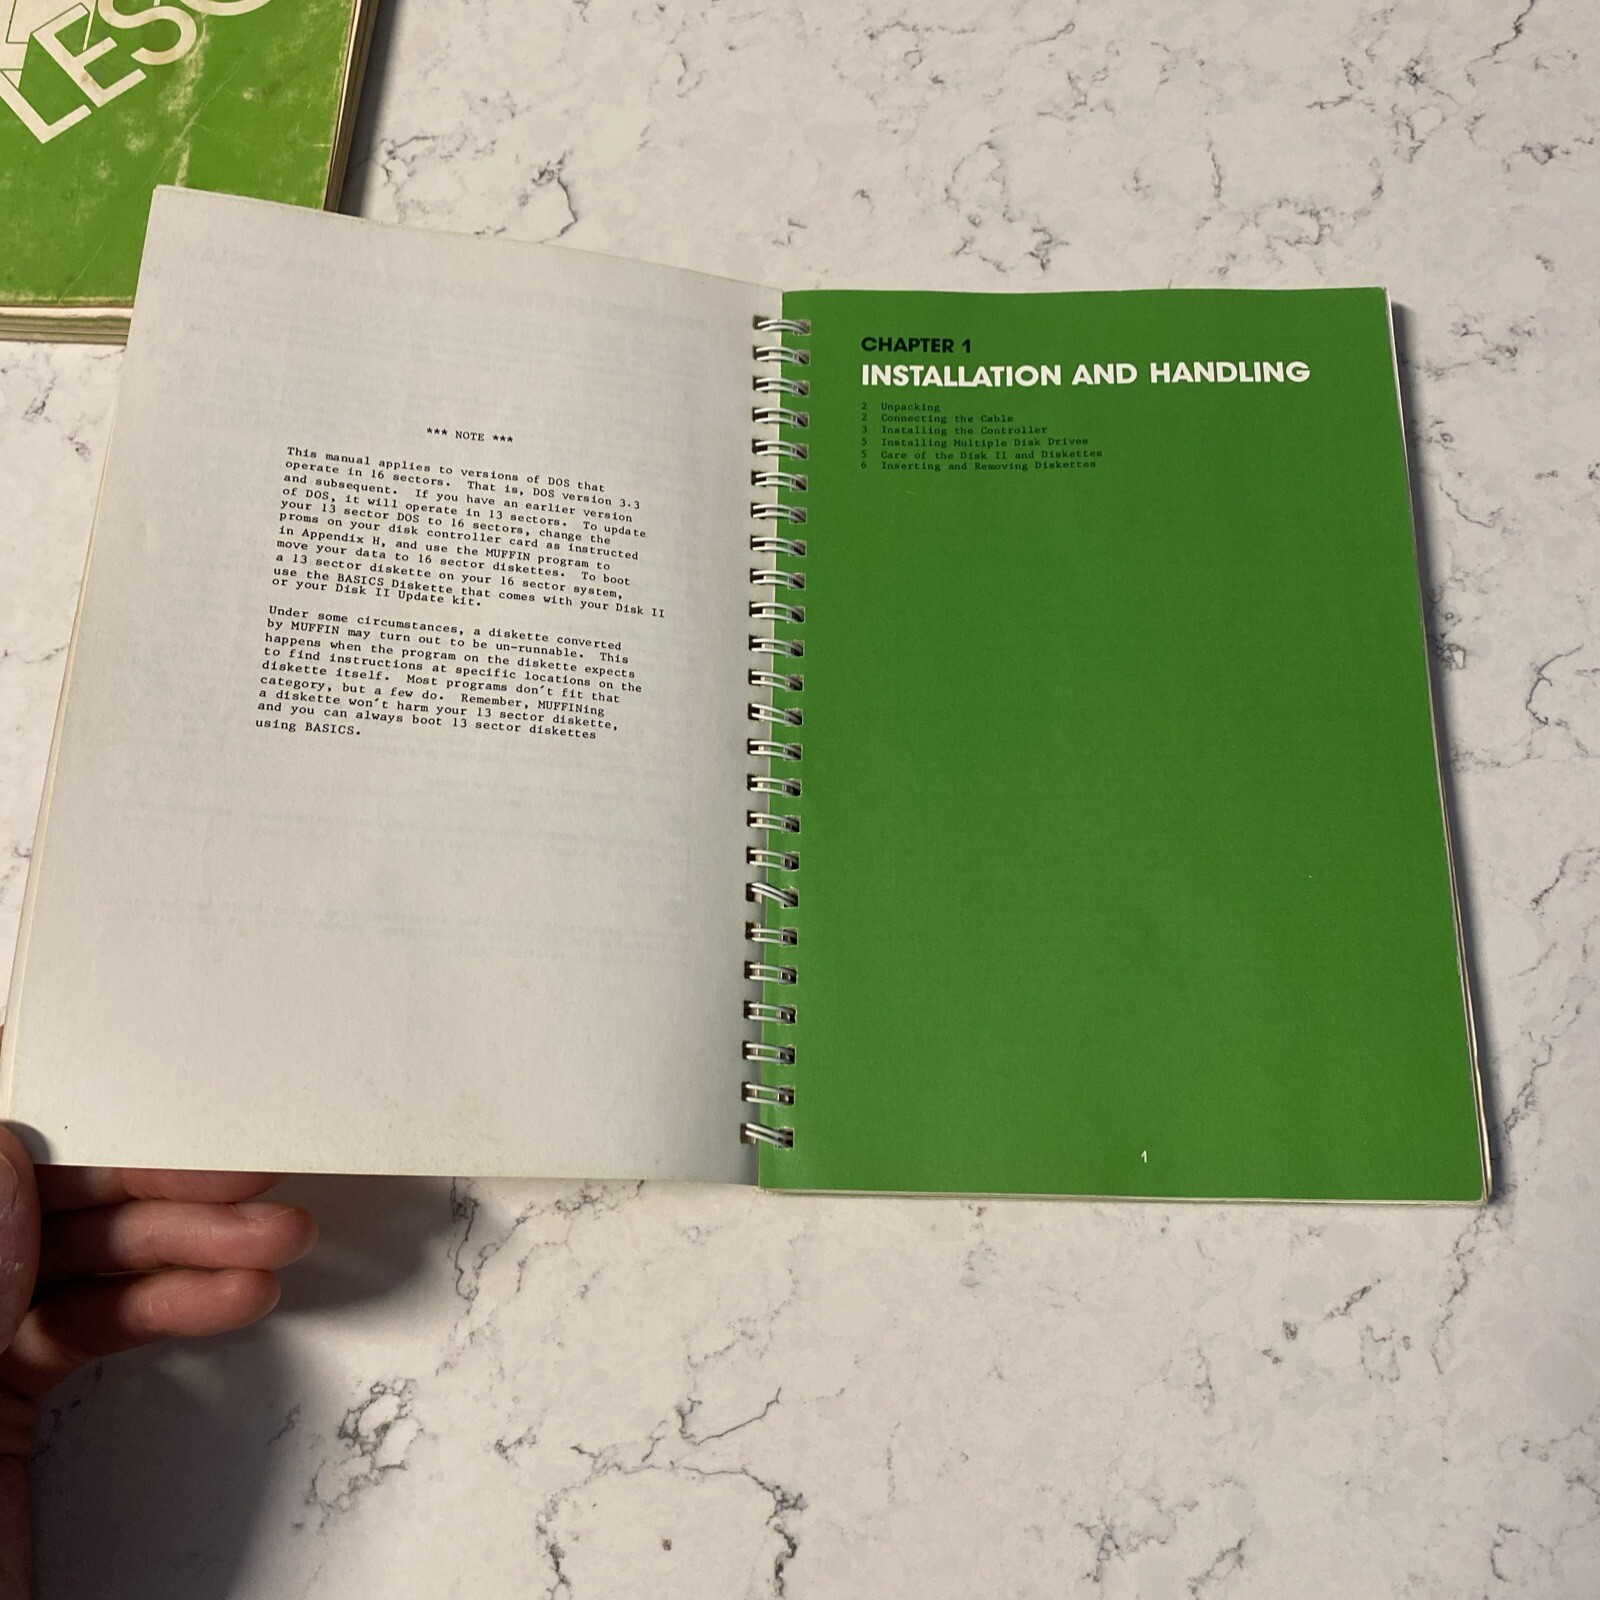 LESS
*** NOTE ***
This manual applies to versions of DOS that
operate in 16 sectors. That is, DOS version 3.3
and subsequent. If you have an earlier version
of DOS, it will operate in 13 sectors. To update
your 13 sector DOS to 16 sectors, change the
proms on your disk controller card as instructed
in Appendix H, and use the MUFFIN program to
move your data to 16 sector diskettes. To boot
a 13 sector diskette on your 16 sector system,
use the BASICS Diskette that comes with your Disk II
or your Disk II Update kit.
Under some circumstances, a diskette converted
by MUFFIN may turn out to be un-runnable. This
happens when the program on the diskette expects
to find instructions at specific locations on the
diskette itself. Most programs don't fit that
category, but a few do. Remember, MUFFINing
a diskette won't harm your 13 sector diskette,
and you can always boot 13 sector diskettes
using BASICS.
CHAPTER 1
INSTALLATION AND HANDLING
2 Unpacking
2 Connecting the Cable
3 Installing the Controller
5 Installing Multiple Disk Drives
5 Care of the Disk II and Diskettes
6 Inserting and Removing Diskettes
1